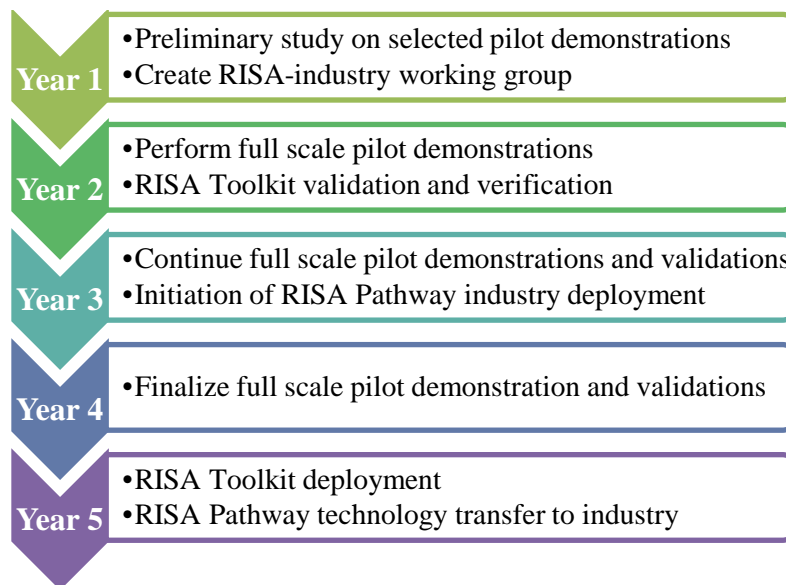 Year 1
•Preliminary study on selected pilot demonstrations
•Create RISA-industry working group
Year 2
•Perform full scale pilot demonstrations
•RISA Toolkit validation and verification
Year 3
•Continue full scale pilot demonstrations and validations
•Initiation of RISA Pathway industry deployment
Year 4
•Finalize full scale pilot demonstration and validations
Year 5
•RISA Toolkit deployment
•RISA Pathway technology transfer to industry